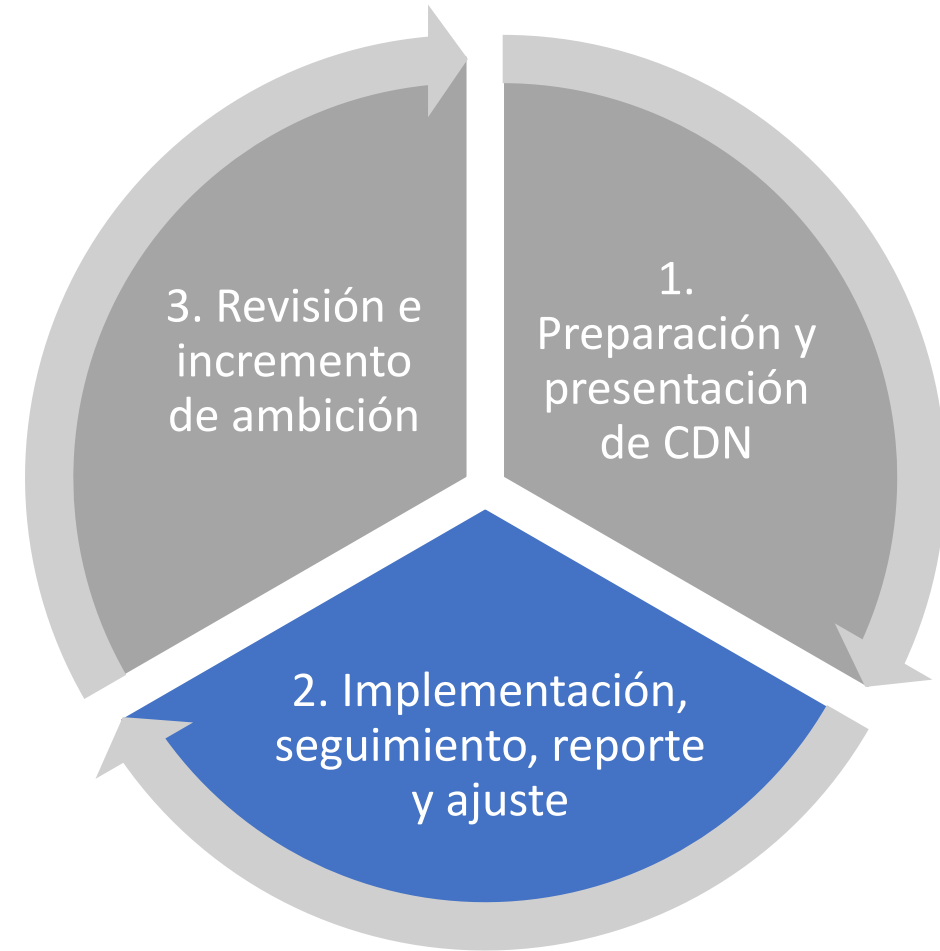 1.
Preparación y
presentación
de CDN
2. Implementación,
seguimiento, reporte
y ajuste
3. Revisión e
incremento
de ambición